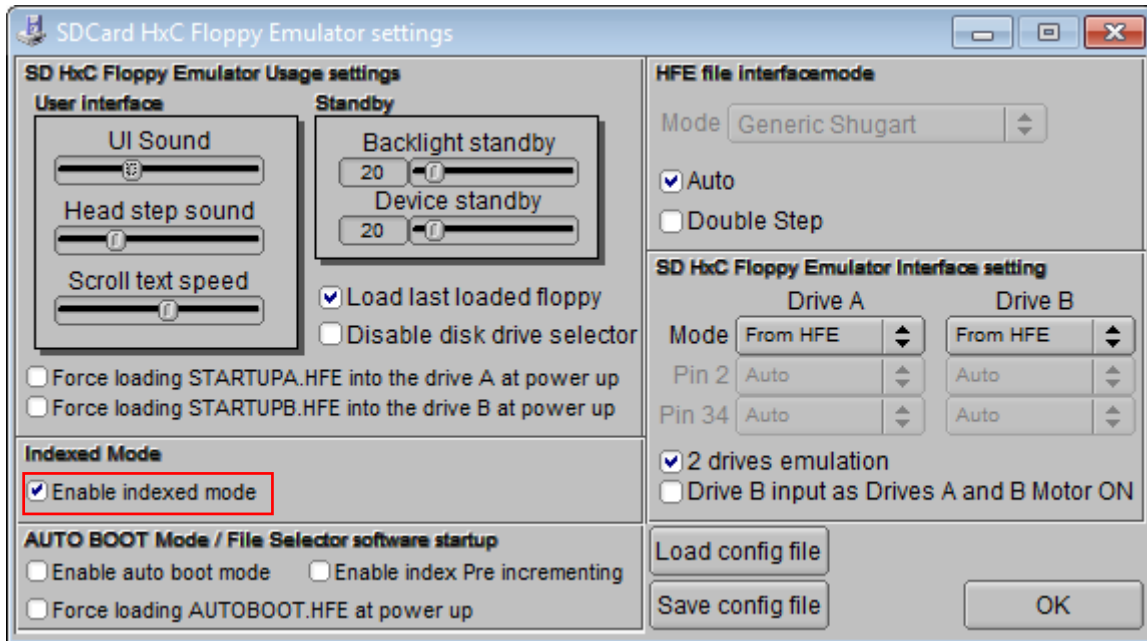 SDCard HxC Floppy Emulator settings
SD HxC Floppy Emulator Usage settings
User interface
UI Sound
Head step sound
Scroll text speed
Standby
Backlight standby
20
Device standby
20
Load last loaded floppy
Disable disk drive selector
Force loading STARTUPA.HFE into the drive A at power up
Force loading STARTUPB.HFE into the drive B at power up
Indexed Mode
Enable indexed mode
AUTO BOOT Mode / File Selector software startup
Enable auto boot mode Enable index Pre incrementing
Force loading AUTOBOOT.HFE at power up
HFE file interfacemode
Mode Generic Shugart
Auto
Double Step
SD HxC Floppy Emulator Interface setting
Drive A Drive B
Mode From HFE From HFE
Pin 2 Auto Auto
Pin 34 Auto Auto
2 drives emulation
Drive B input as Drives A and B Motor ON
Load config file
Save config file OK